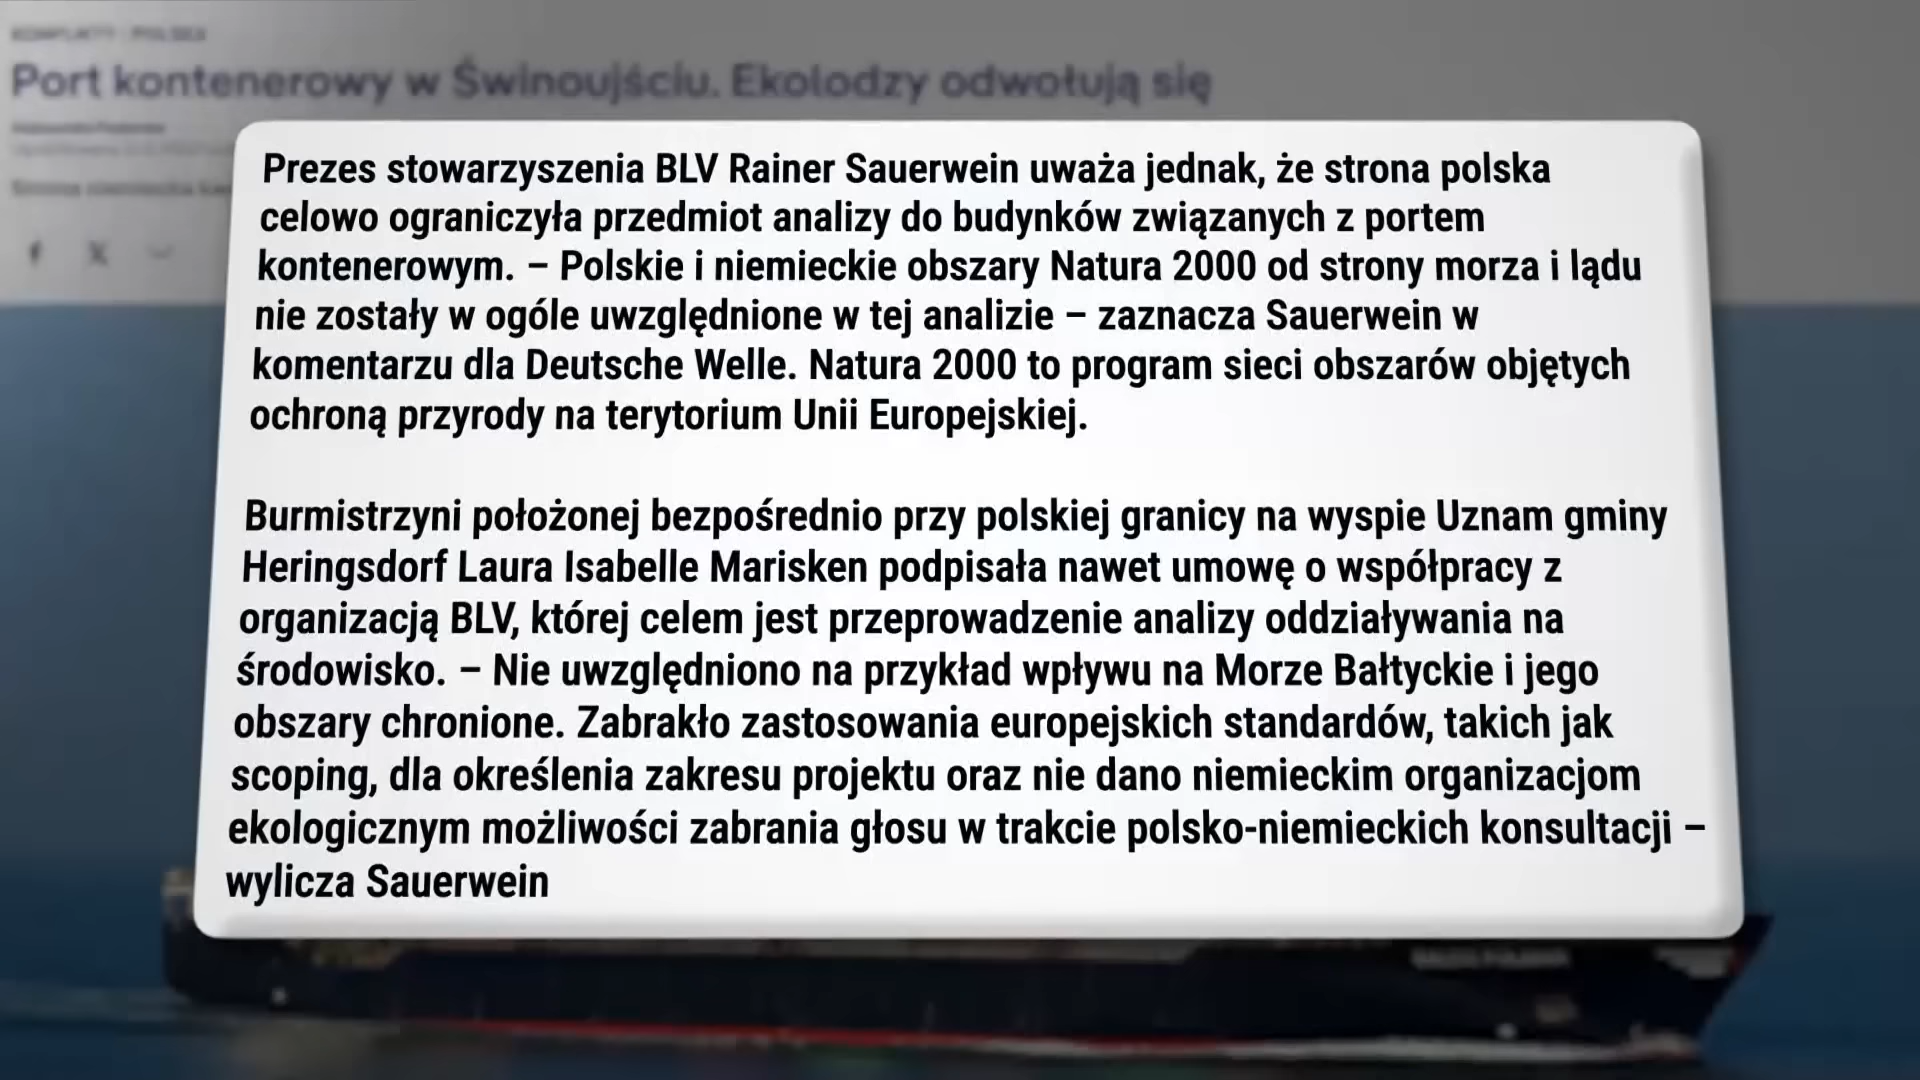 KONFLIKTY POLSKA
Port kontenerowy w Świnoujściu. Ekolodzy odwołują się
Prezes stowarzyszenia BLV Rainer Sauerwein uważa jednak, że strona polska
celowo ograniczyła przedmiot analizy do budynków związanych z portem
kontenerowym. – Polskie i niemieckie obszary Natura 2000 od strony morza i lądu
nie zostały w ogóle uwzględnione w tej analizie – zaznacza Sauerwein w
komentarzu dla Deutsche Welle. Natura 2000 to program sieci obszarów objętych
ochroną przyrody na terytorium Unii Europejskiej.
Burmistrzyni położonej bezpośrednio przy polskiej granicy na wyspie Uznam gminy
Heringsdorf Laura Isabelle Marisken podpisała nawet umowę o współpracy z
organizacją BLV, której celem jest przeprowadzenie analizy oddziaływania na
środowisko. – Nie uwzględniono na przykład wpływu na Morze Bałtyckie i jego
obszary chronione. Zabrakło zastosowania europejskich standardów, takich jak
scoping, dla określenia zakresu projektu oraz nie dano niemieckim organizacjom
ekologicznym możliwości zabrania głosu w trakcie polsko-niemieckich konsultacji –
wylicza Sauerwein